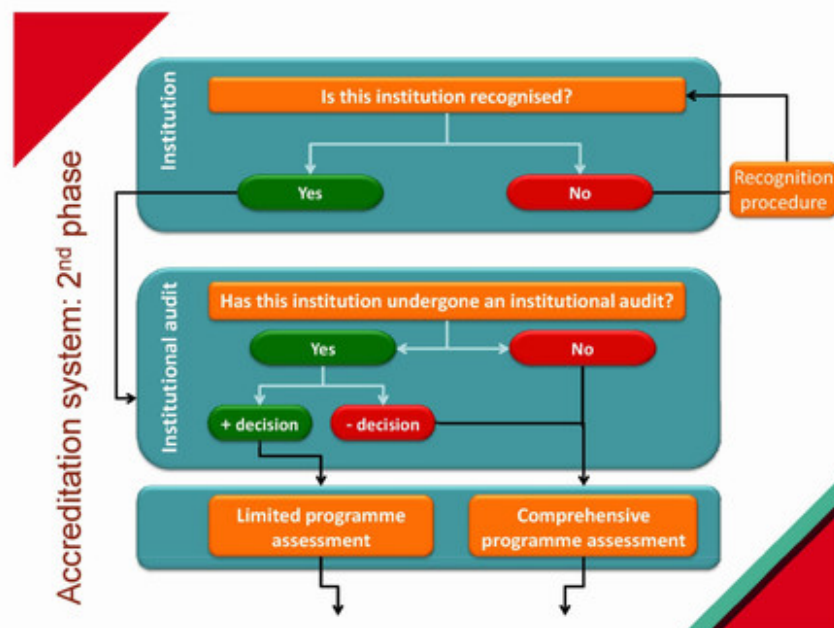 Accreditation system: 2nd phase
Institution
Is this institution recognised?
Yes
No
Recognition
procedure
Institutional audit
Has this institution undergone an institutional audit?
Yes
No
+ decision
- decision
Limited programme
assessment
Comprehensive
programme assessment